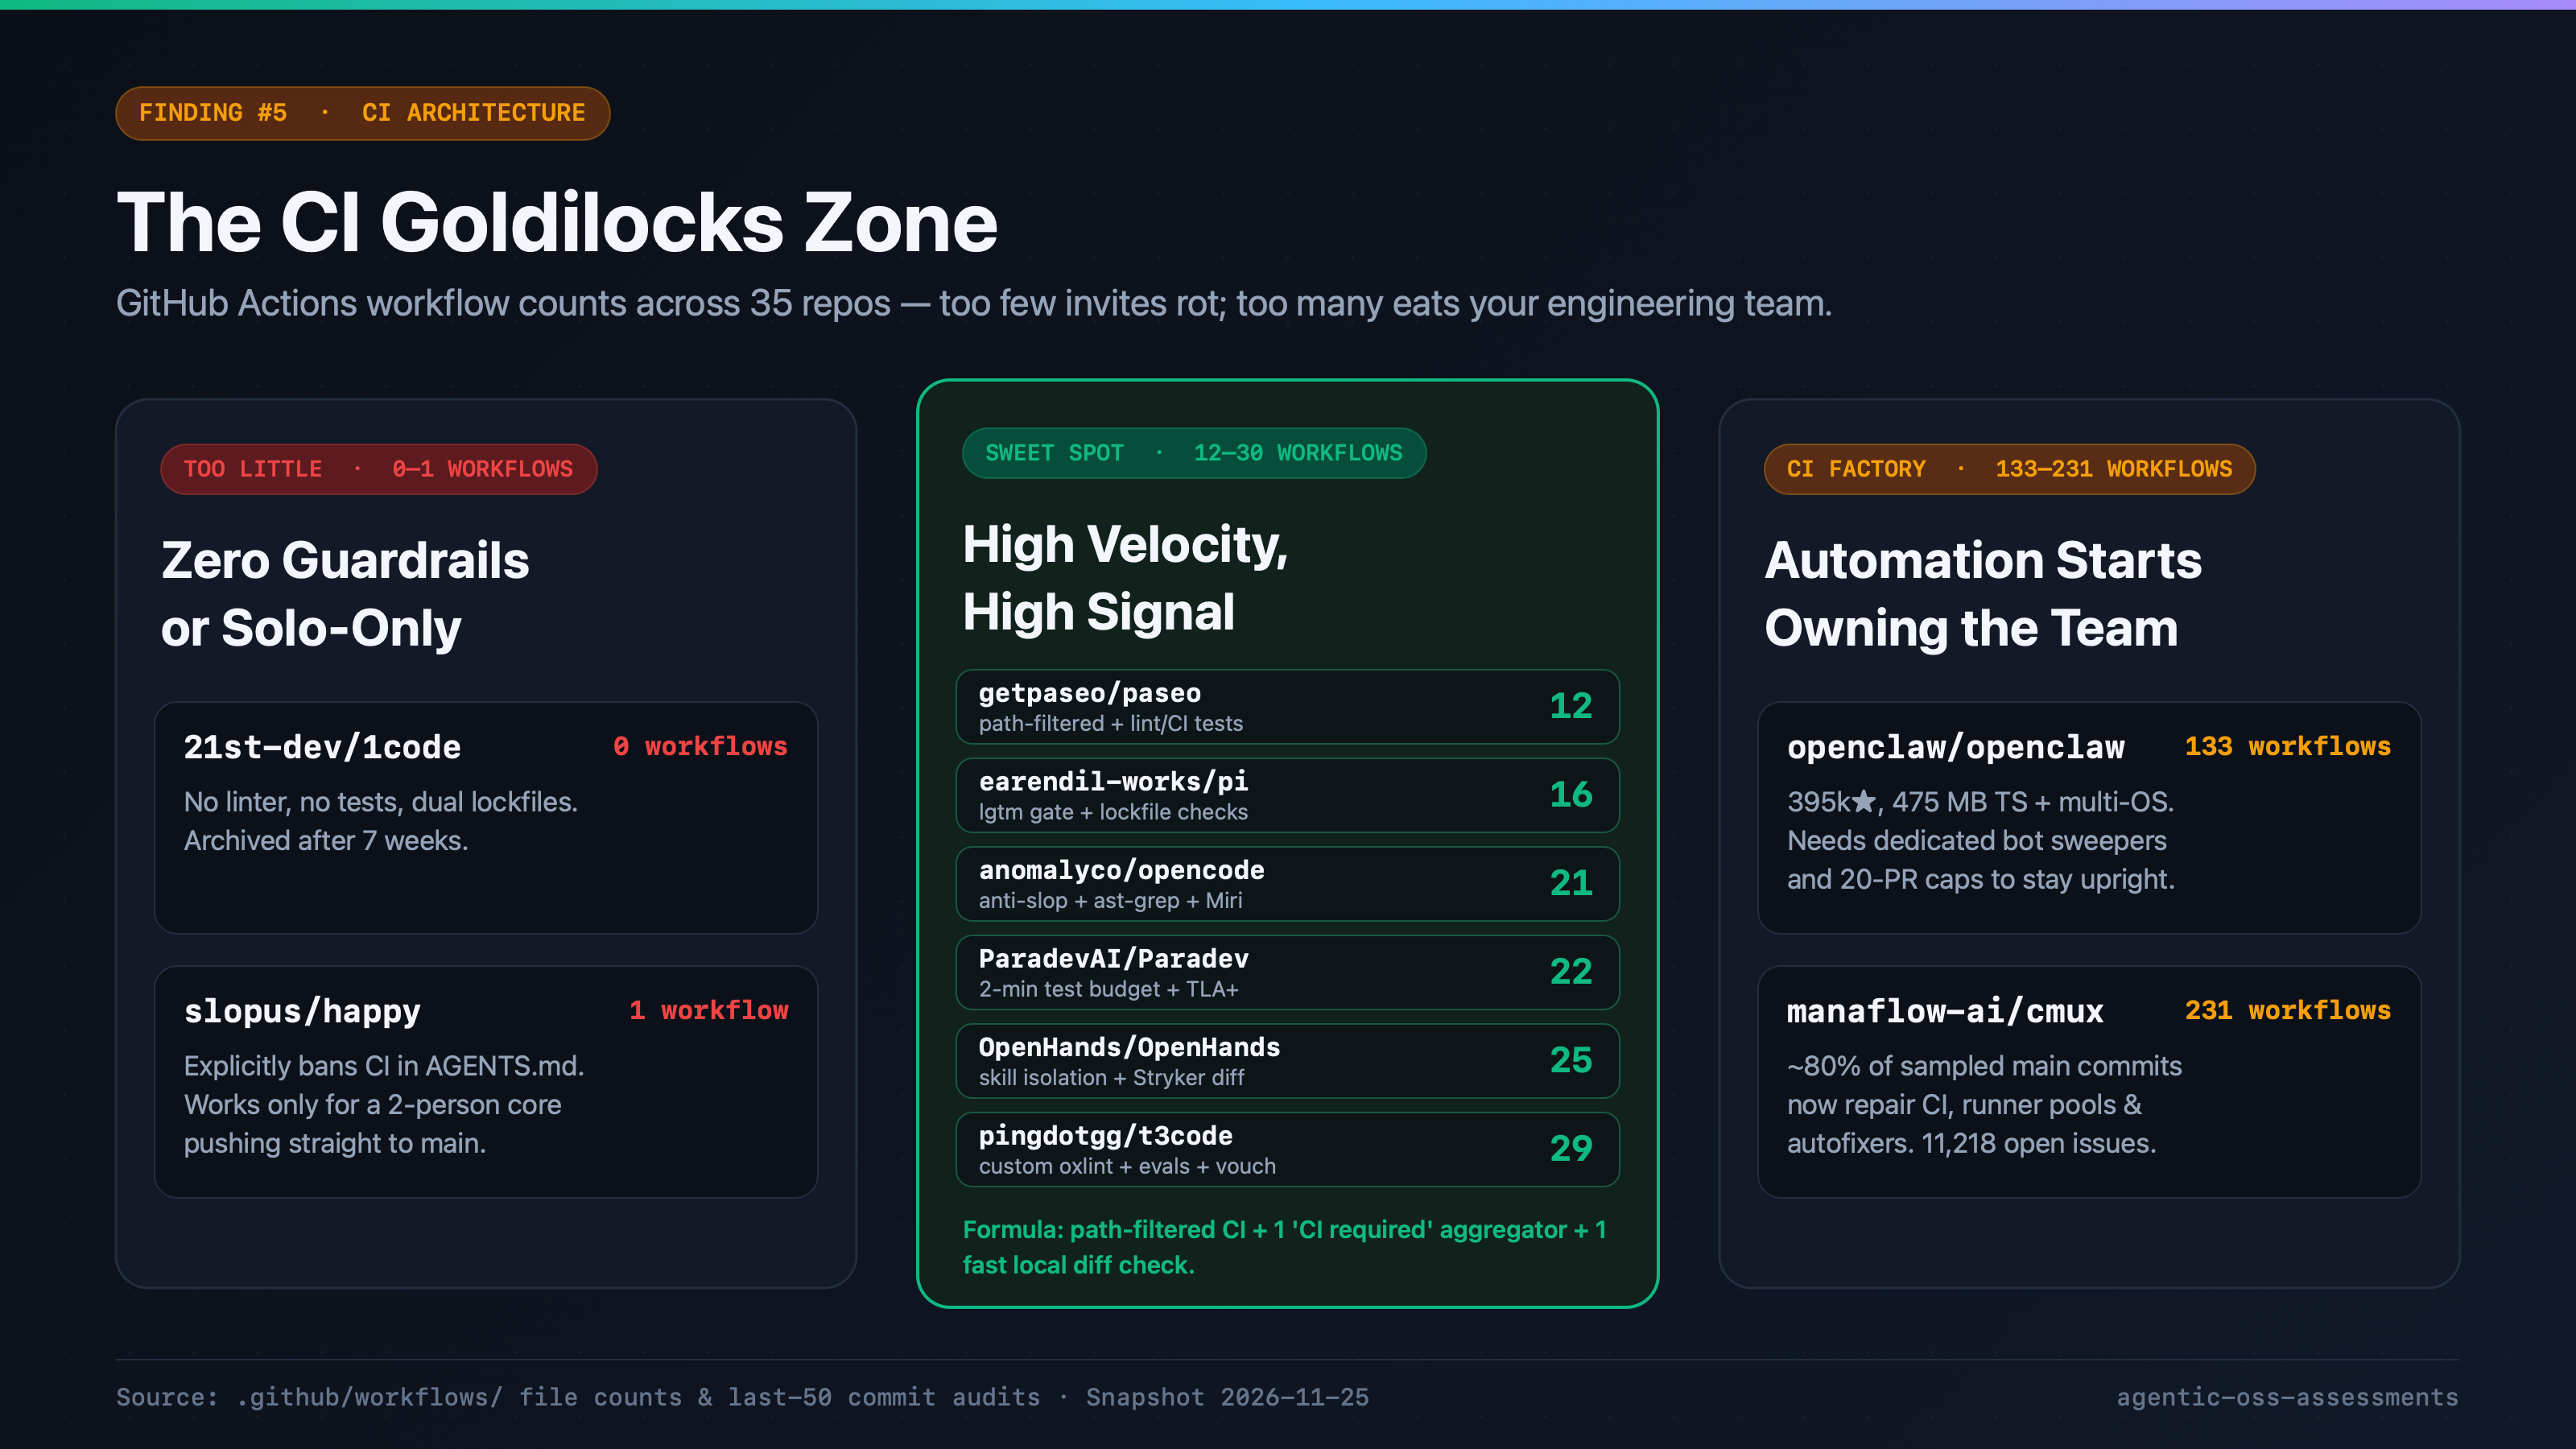 FINDING #5 · CI ARCHITECTURE
The CI Goldilocks Zone
GitHub Actions workflow counts across 35 repos — too few invites rot; too many eats your engineering team.
TOO LITTLE · 0–1 WORKFLOWS
Zero Guardrails
or Solo-Only
21st-dev/1code
0 workflows
No linter, no tests, dual lockfiles.
Archived after 7 weeks.
slopus/happy
1 workflow
Explicitly bans CI in AGENTS.md.
Works only for a 2-person core
pushing straight to main.
SWEET SPOT · 12–30 WORKFLOWS
High Velocity,
High Signal
getpaseo/paseo
path-filtered + lint/CI tests
12
earendil-works/pi
lgtm gate + lockfile checks
16
anomalyco/opencode
anti-slop + ast-grep + Miri
21
ParadevAI/Paradev
2-min test budget + TLA+
22
OpenHands/OpenHands
skill isolation + Stryker diff
25
pingdotgg/t3code
custom oxlint + evals + vouch
29
Formula: path-filtered CI + 1 'CI required' aggregator + 1
fast local diff check.
CI FACTORY · 133–231 WORKFLOWS
Automation Starts
Owning the Team
openclaw/openclaw
133 workflows
395k★, 475 MB TS + multi-OS.
Needs dedicated bot sweepers
and 20-PR caps to stay upright.
manaflow-ai/cmux
231 workflows
~80% of sampled main commits
now repair CI, runner pools &
autofixers. 11,218 open issues.
Source: .github/workflows/ file counts & last-50 commit audits · Snapshot 2026-11-25
agentic-oss-assessments